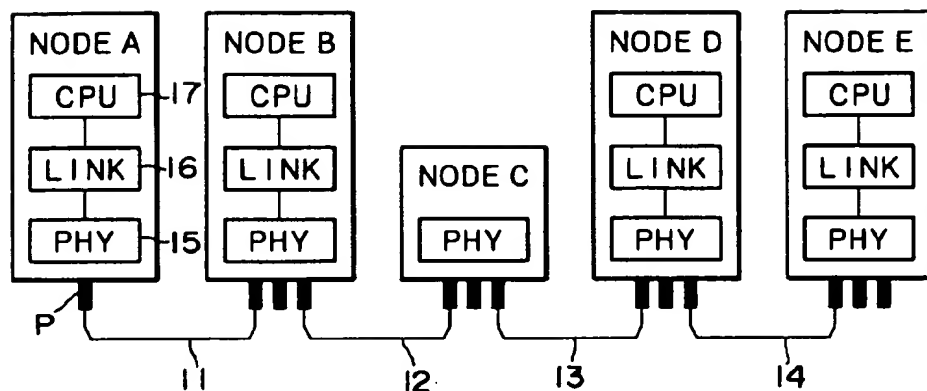 NODE A
NODE B
NODE D
NODE E
CPU
17
CPU
CPU
CPU
LINK
16
LINK
NODE C
LINK
LINK
PHY
15
PHY
PHY
PHY
PHY
P
11
12
13
14